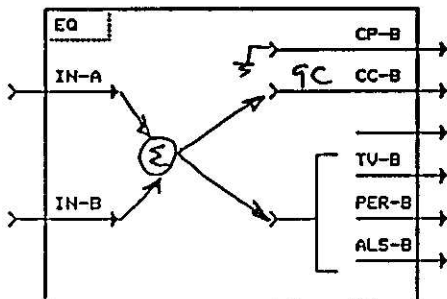 EQ
CP-B
IN-A
9C CC-B
Σ
TV-B
IN-B
PER-B
ALS-B